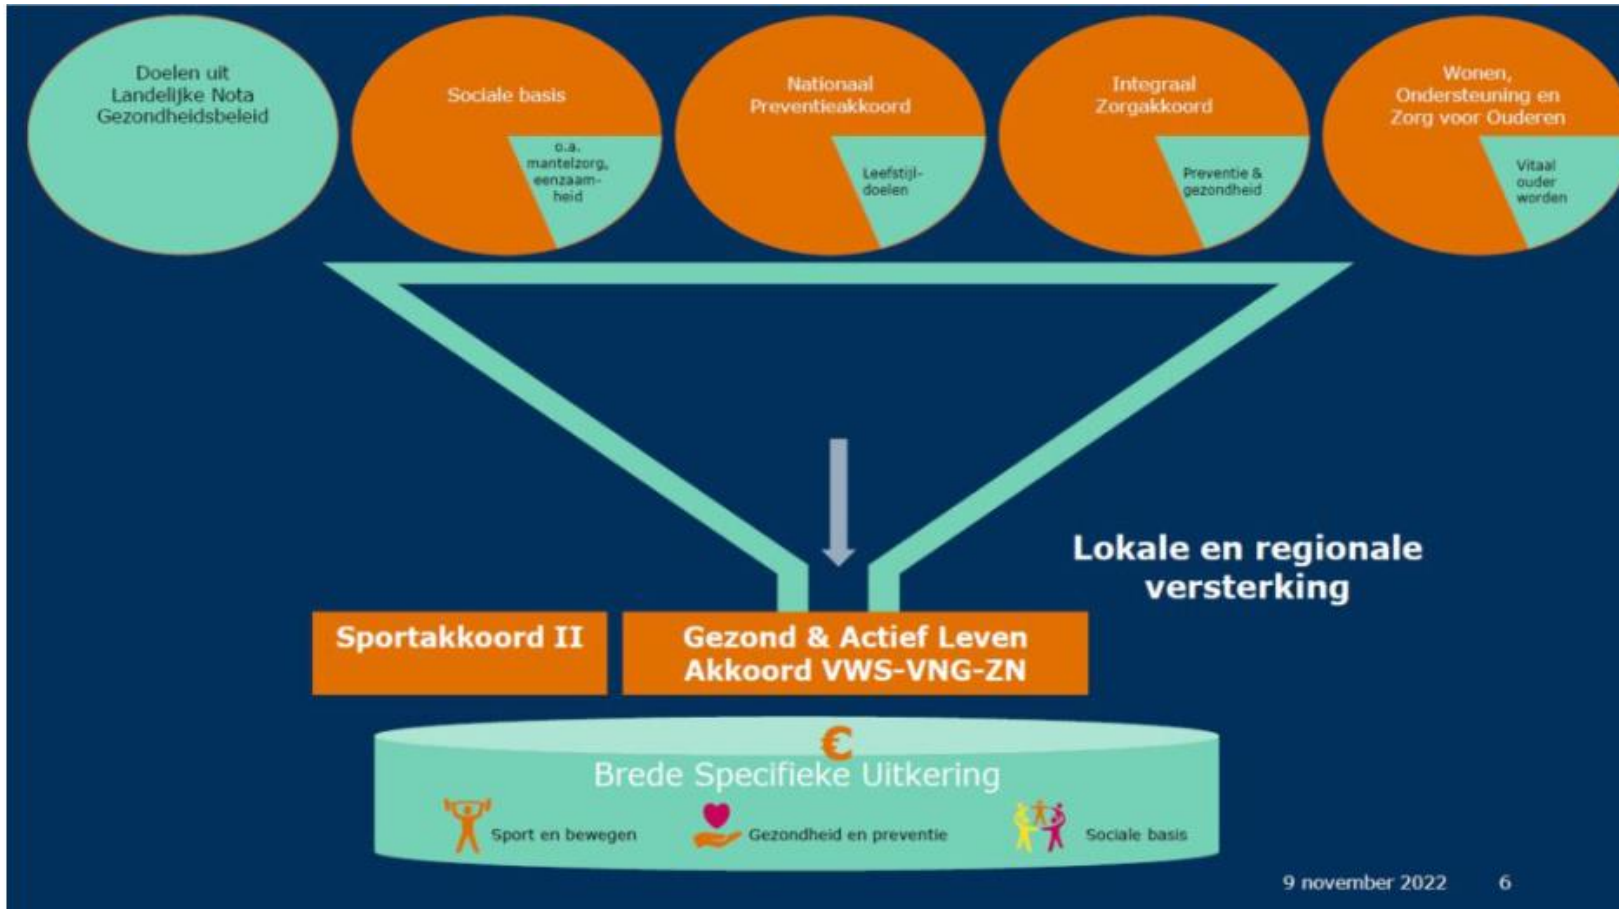 Doelen uit
Landelijke Nota
Gezondheidsbeleid
Sociale basis
o.a.
mantelzorg,
eenzaam-
heid
Nationaal
Preventieakkoord
Leefstijl-
doelen
Integraal
Zorgakkoord
Preventie &
gezondheid
Wonen,
Ondersteuning en
Zorg voor Ouderen
Vitaal
ouder
worden
Lokale en regionale
versterking
Sportakkoord II
Gezond & Actief Leven
Akkoord VWS-VNG-ZN
€
Brede Specifieke Uitkering
Sport en bewegen
Gezondheid en preventie
Sociale basis
9 november 2022 6